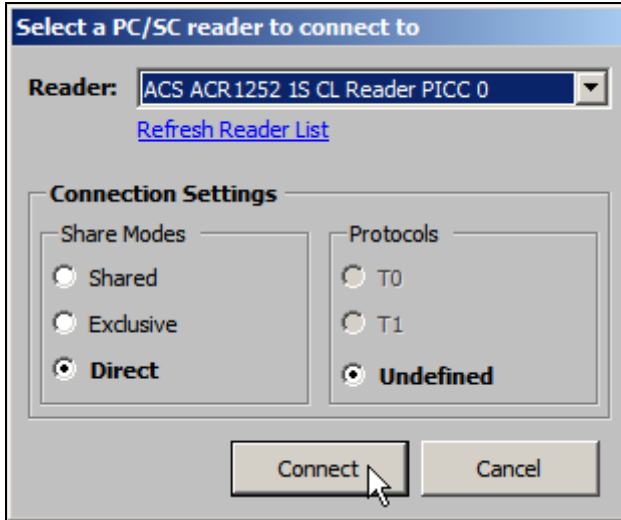 Select a PC/SC reader to connect to
Reader: ACS ACR1252 1S CL Reader PICC 0
Refresh Reader List
Connection Settings
Share Modes
Shared
Exclusive
Direct
Protocols
T0
T1
Undefined
Connect
Cancel